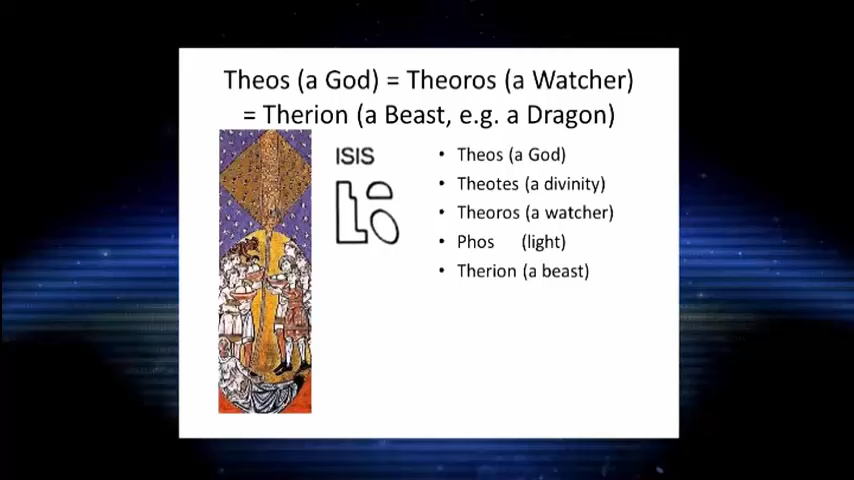 Theos (a God) = Theoros (a Watcher)
= Therion (a Beast, e.g. a Dragon)
ISIS
• Theos (a God)
• Theotes (a divinity)
• Theoros (a watcher)
• Phos (light)
• Therion (a beast)